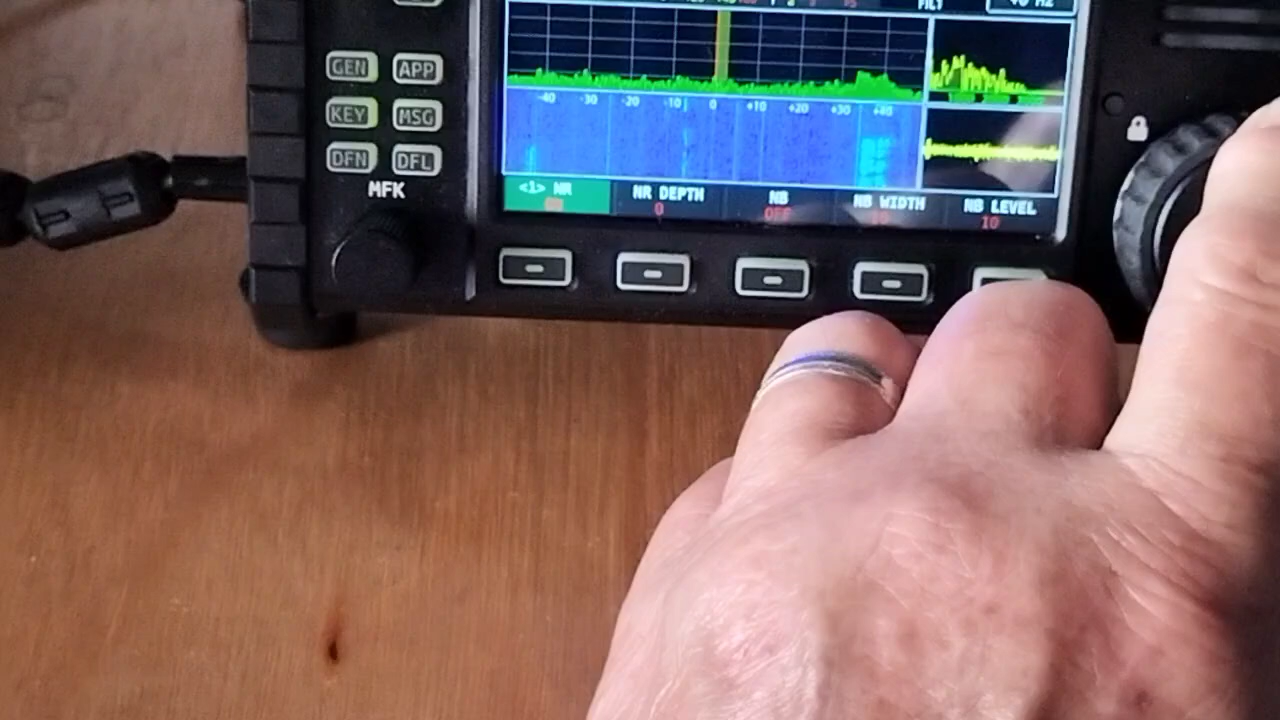 FILT
GEN APP
KEY MSG
DFN DFL
MFK
-40 -30 -20 -10 0 +10 +20 +30 +40
<1> NR NR DEPTH NB NB WIDTH NB LEVEL
0 OFF 10 10